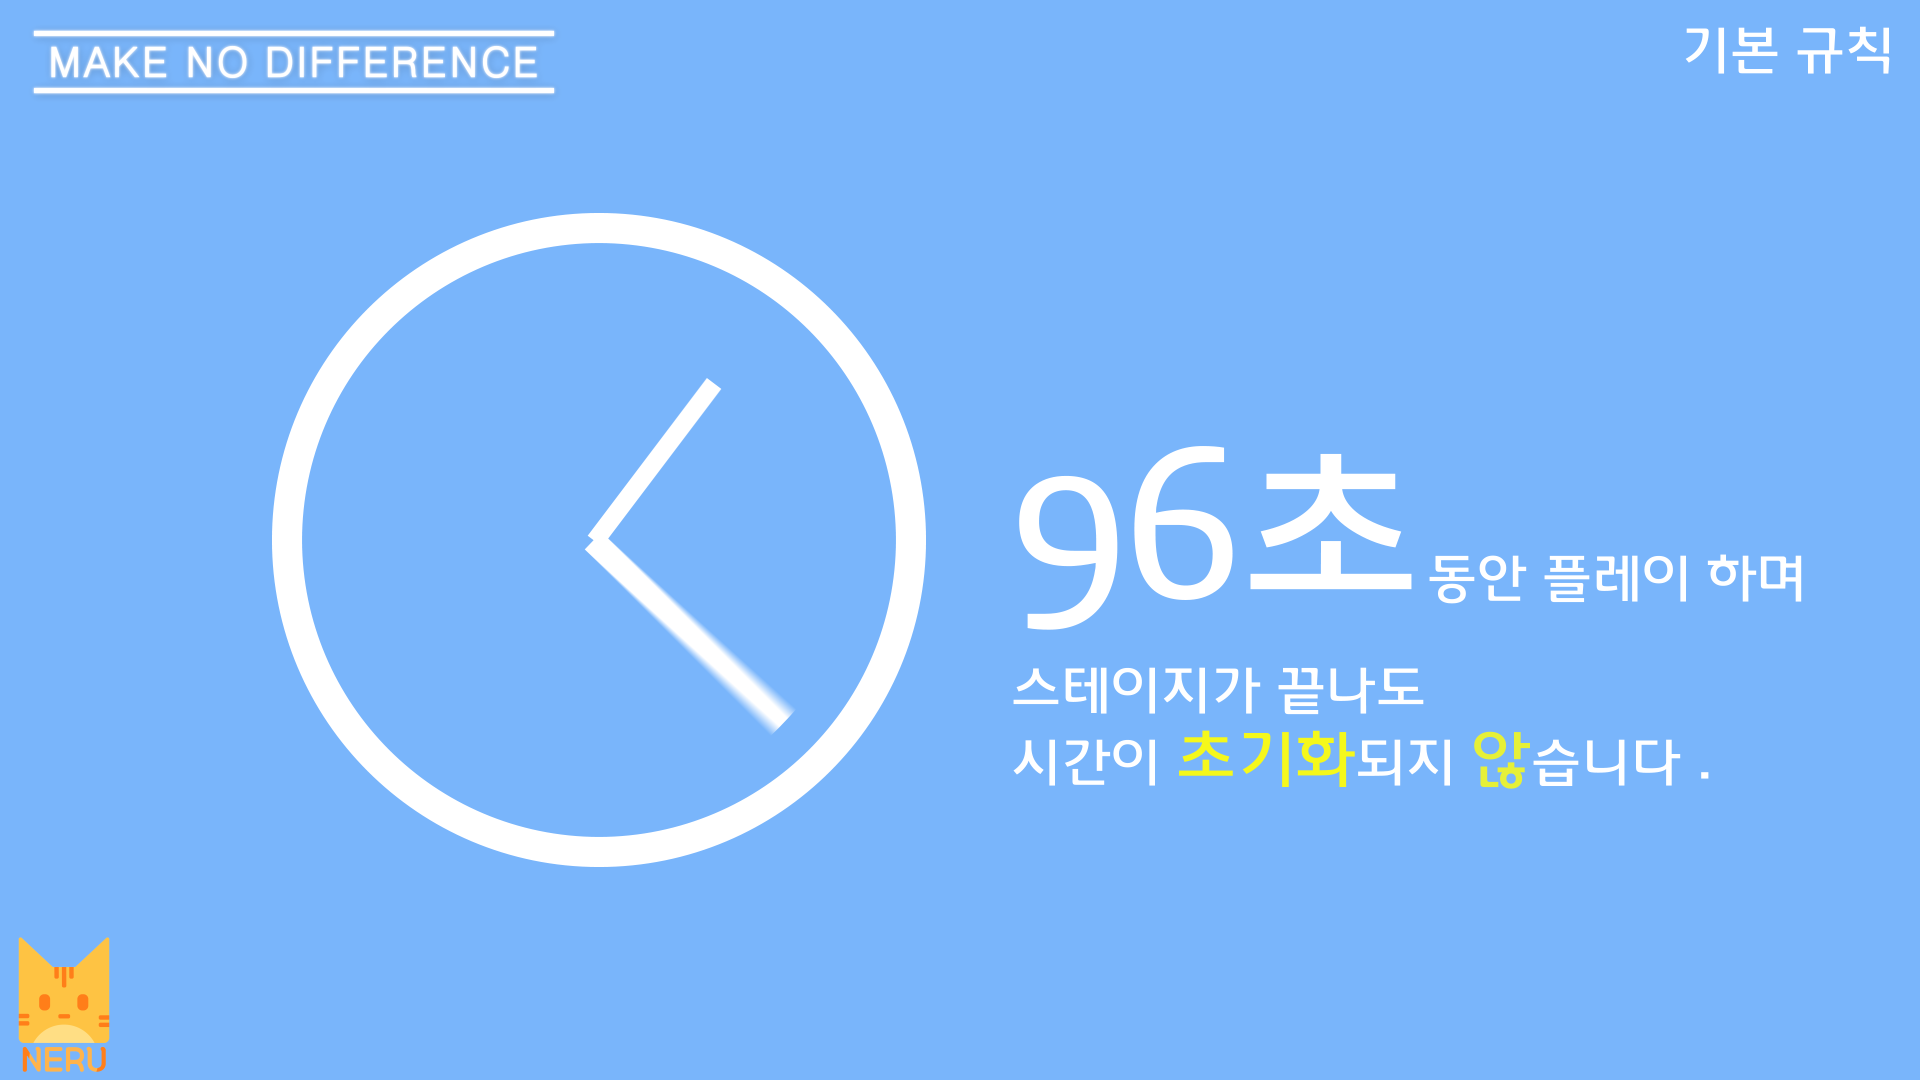 MAKE NO DIFFERENCE
기본 규칙
96초 동안 플레이 하며
스테이지가 끝나도
시간이 초기화되지 않습니다 .
NERU